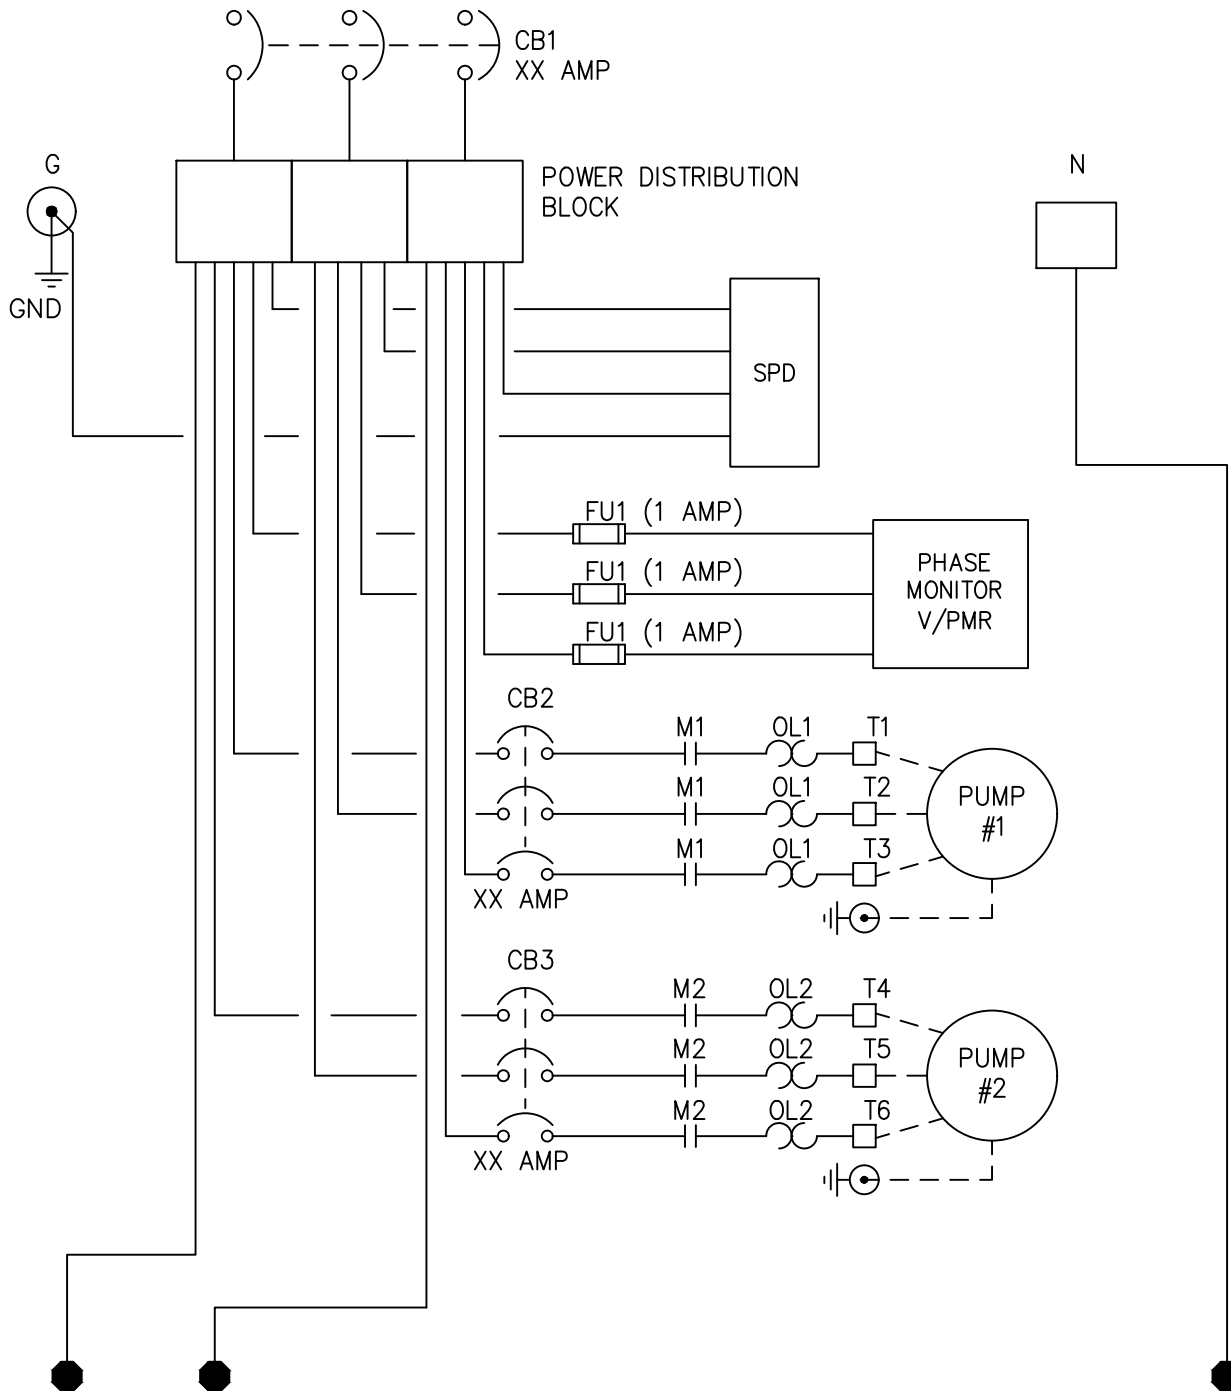 CB1
XX AMP
G
POWER DISTRIBUTION
BLOCK
N
GND
SPD
FU1 (1 AMP)
FU1 (1 AMP)
FU1 (1 AMP)
PHASE
MONITOR
V/PMR
CB2
M1 OL1 T1
M1 OL1 T2
M1 OL1 T3
PUMP
#1
XX AMP
CB3
M2 OL2 T4
M2 OL2 T5
M2 OL2 T6
PUMP
#2
XX AMP